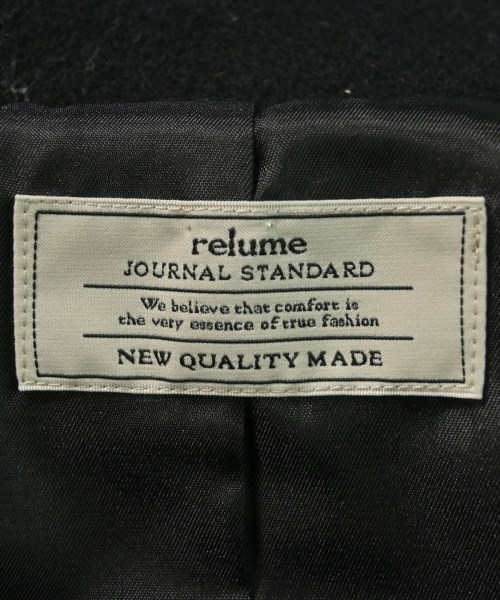 relume
JOURNAL STANDARD
We believe that comfort is
the very essence of true fashion
NEW QUALITY MADE